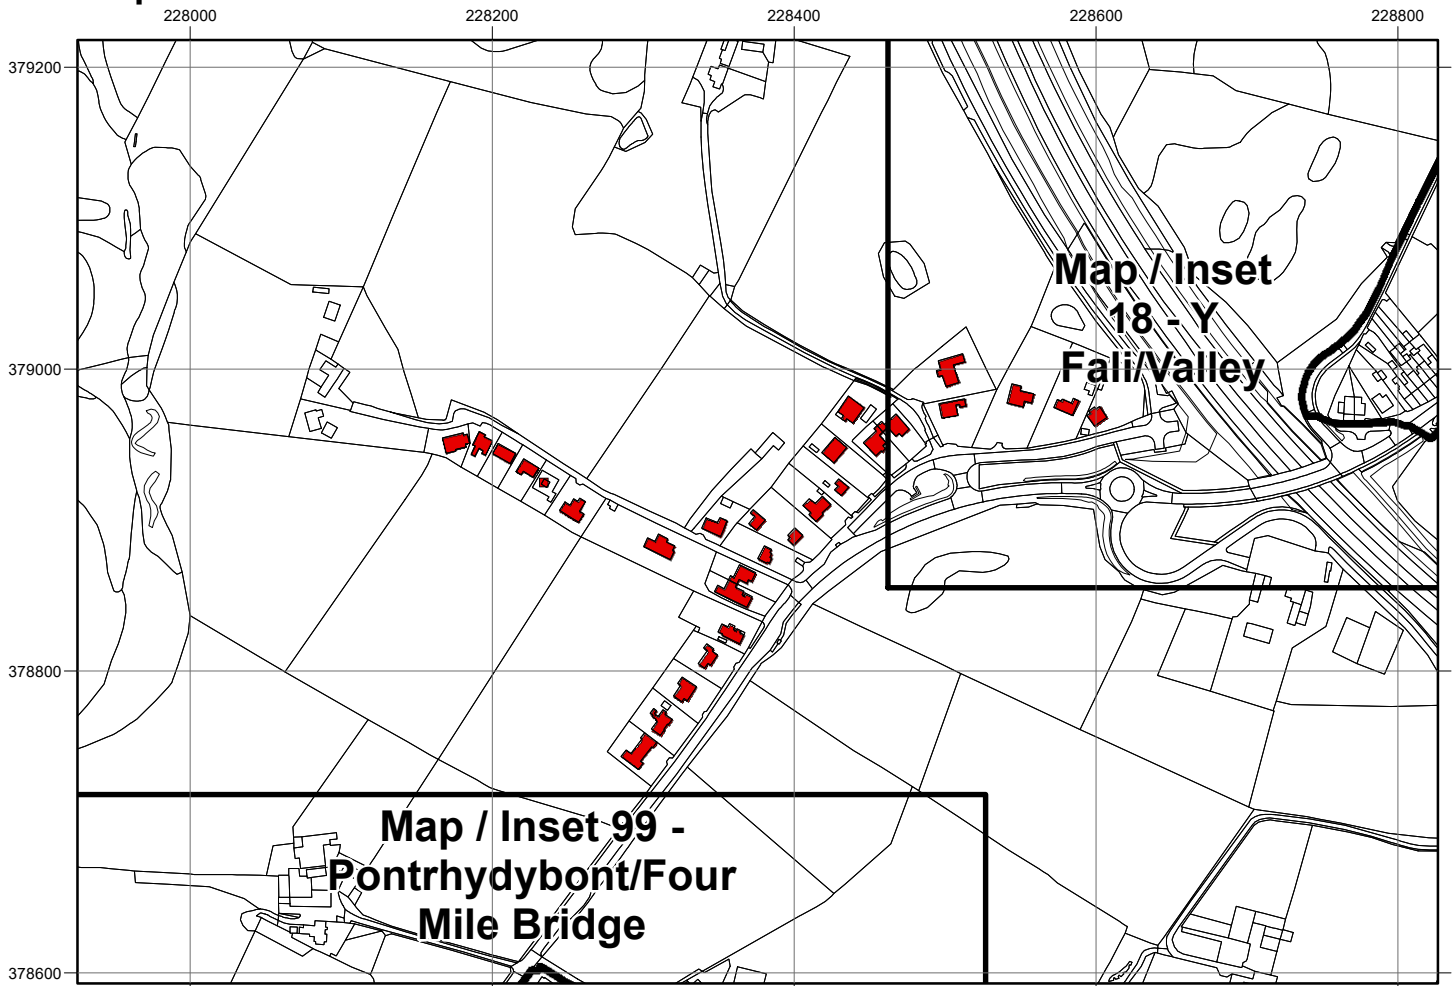 228000 228200 228400 228600 228800
379200
Map / Inset
18 - Y
Fali/Valley
379000
378800
Map / Inset 99 -
Pontrhydybont/Four
Mile Bridge
378600